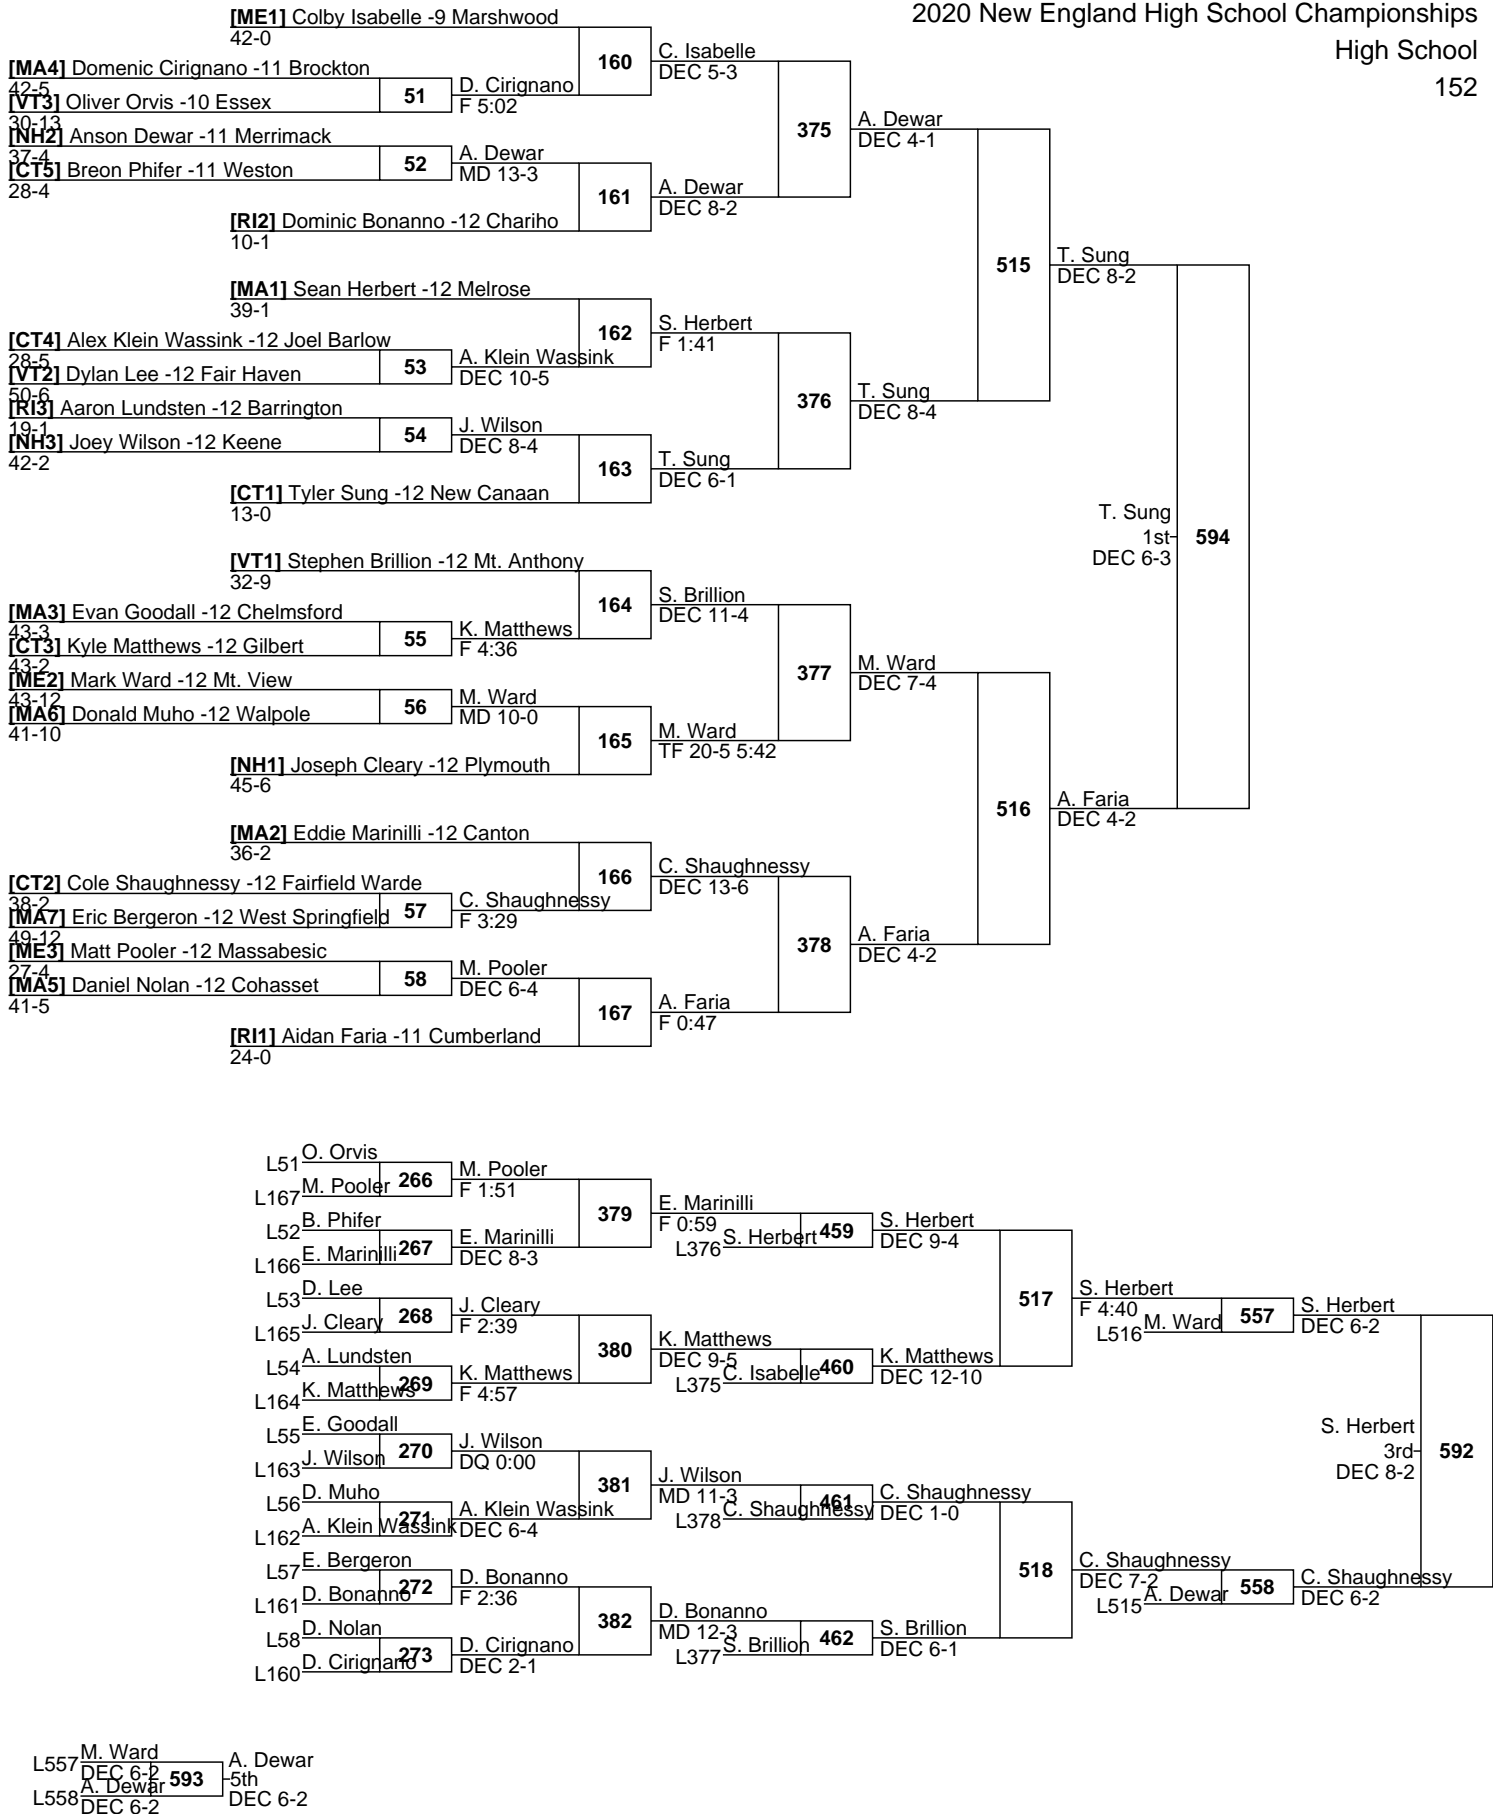 2020 New England High School Championships
High School
152
[ME1] Colby Isabelle -9 Marshwood
42-0
[MA4] Domenic Cirignano -11 Brockton
42-5
[VT3] Oliver Orvis -10 Essex
30-13
[NH2] Anson Dewar -11 Merrimack
37-4
[CT5] Breon Phifer -11 Weston
28-4
[RI2] Dominic Bonanno -12 Chariho
10-1
[MA1] Sean Herbert -12 Melrose
39-1
[CT4] Alex Klein Wassink -12 Joel Barlow
28-5
[VT2] Dylan Lee -12 Fair Haven
50-6
[RI3] Aaron Lundsten -12 Barrington
19-1
[NH3] Joey Wilson -12 Keene
42-2
[CT1] Tyler Sung -12 New Canaan
13-0
[VT1] Stephen Brillion -12 Mt. Anthony
32-9
[MA3] Evan Goodall -12 Chelmsford
43-3
[CT3] Kyle Matthews -12 Gilbert
43-2
[ME2] Mark Ward -12 Mt. View
43-12
[MA6] Donald Muho -12 Walpole
41-10
[NH1] Joseph Cleary -12 Plymouth
45-6
[MA2] Eddie Marinilli -12 Canton
36-2
[CT2] Cole Shaughnessy -12 Fairfield Warde
38-2
[MA7] Eric Bergeron -12 West Springfield
49-12
[ME3] Matt Pooler -12 Massabesic
27-4
[MA5] Daniel Nolan -12 Cohasset
41-5
[RI1] Aidan Faria -11 Cumberland
24-0
51
D. Cirignano
F 5:02
52
A. Dewar
MD 13-3
53
A. Klein Wassink
DEC 10-5
54
J. Wilson
DEC 8-4
55
K. Matthews
F 4:36
56
M. Ward
MD 10-0
57
C. Shaughnessy
F 3:29
58
M. Pooler
DEC 6-4
160
C. Isabelle
DEC 5-3
161
A. Dewar
DEC 8-2
162
S. Herbert
F 1:41
163
T. Sung
DEC 6-1
164
S. Brillion
DEC 11-4
165
M. Ward
TF 20-5 5:42
166
C. Shaughnessy
DEC 13-6
167
A. Faria
F 0:47
375
A. Dewar
DEC 4-1
376
T. Sung
DEC 8-4
377
M. Ward
DEC 7-4
378
A. Faria
DEC 4-2
515
T. Sung
DEC 8-2
516
A. Faria
DEC 4-2
T. Sung
1st
DEC 6-3
594
L51 O. Orvis
L167 M. Pooler
266
M. Pooler
F 1:51
L52 B. Phifer
L166 E. Marinilli
267
E. Marinilli
DEC 8-3
L53 D. Lee
L165 J. Cleary
268
J. Cleary
F 2:39
L54 A. Lundsten
L164 K. Matthews
269
K. Matthews
F 4:57
L55 E. Goodall
L163 J. Wilson
270
J. Wilson
DQ 0:00
L56 D. Muho
L162 A. Klein Wassink
271
A. Klein Wassink
DEC 6-4
L57 E. Bergeron
L161 D. Bonanno
272
D. Bonanno
F 2:36
L58 D. Nolan
L160 D. Cirignano
273
D. Cirignano
DEC 2-1
379
E. Marinilli
F 0:59
L376 S. Herbert
459
S. Herbert
DEC 9-4
380
K. Matthews
DEC 9-5
L375 C. Isabelle
460
K. Matthews
DEC 12-10
381
J. Wilson
MD 11-3
L378 C. Shaughnessy
461
C. Shaughnessy
DEC 1-0
382
D. Bonanno
MD 12-3
L377 S. Brillion
462
S. Brillion
DEC 6-1
517
S. Herbert
F 4:40
L516 M. Ward
557
S. Herbert
DEC 6-2
518
C. Shaughnessy
DEC 7-2
L515 A. Dewar
558
C. Shaughnessy
DEC 6-2
S. Herbert
3rd
DEC 8-2
592
L557 M. Ward
DEC 6-2
L558 A. Dewar
DEC 6-2
593
A. Dewar
5th
DEC 6-2